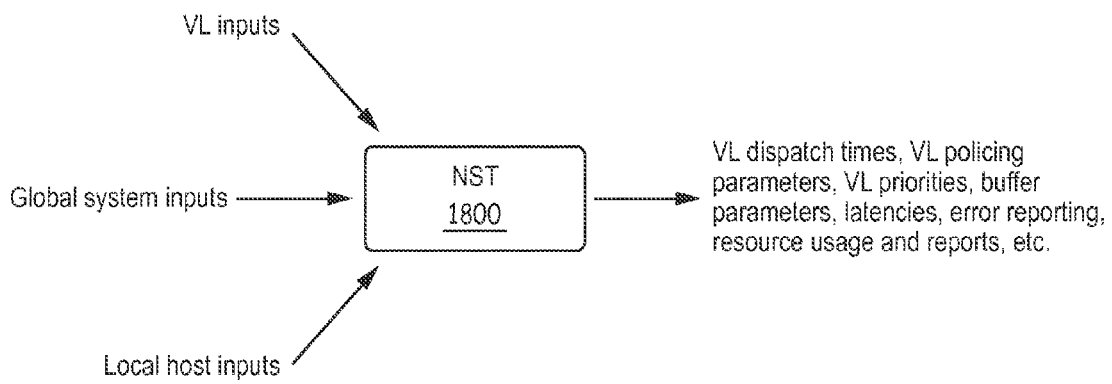 VL inputs
Global system inputs
NST
1800
VL dispatch times, VL policing
parameters, VL priorities, buffer
parameters, latencies, error reporting,
resource usage and reports, etc.
Local host inputs